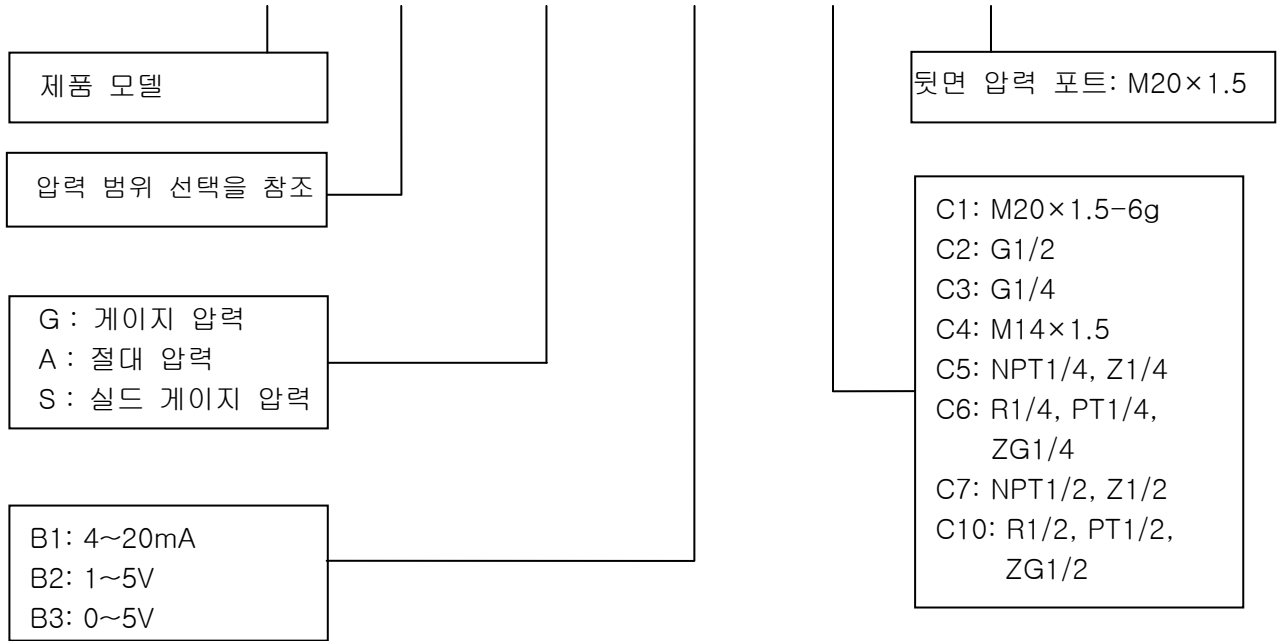 제품 모델
뒷면 압력 포트: M20×1.5
압력 범위 선택을 참조
G : 게이지 압력
A : 절대 압력
S : 실드 게이지 압력
B1: 4~20mA
B2: 1~5V
B3: 0~5V
C1: M20×1.5-6g
C2: G1/2
C3: G1/4
C4: M14×1.5
C5: NPT1/4, Z1/4
C6: R1/4, PT1/4,
ZG1/4
C7: NPT1/2, Z1/2
C10: R1/2, PT1/2,
ZG1/2